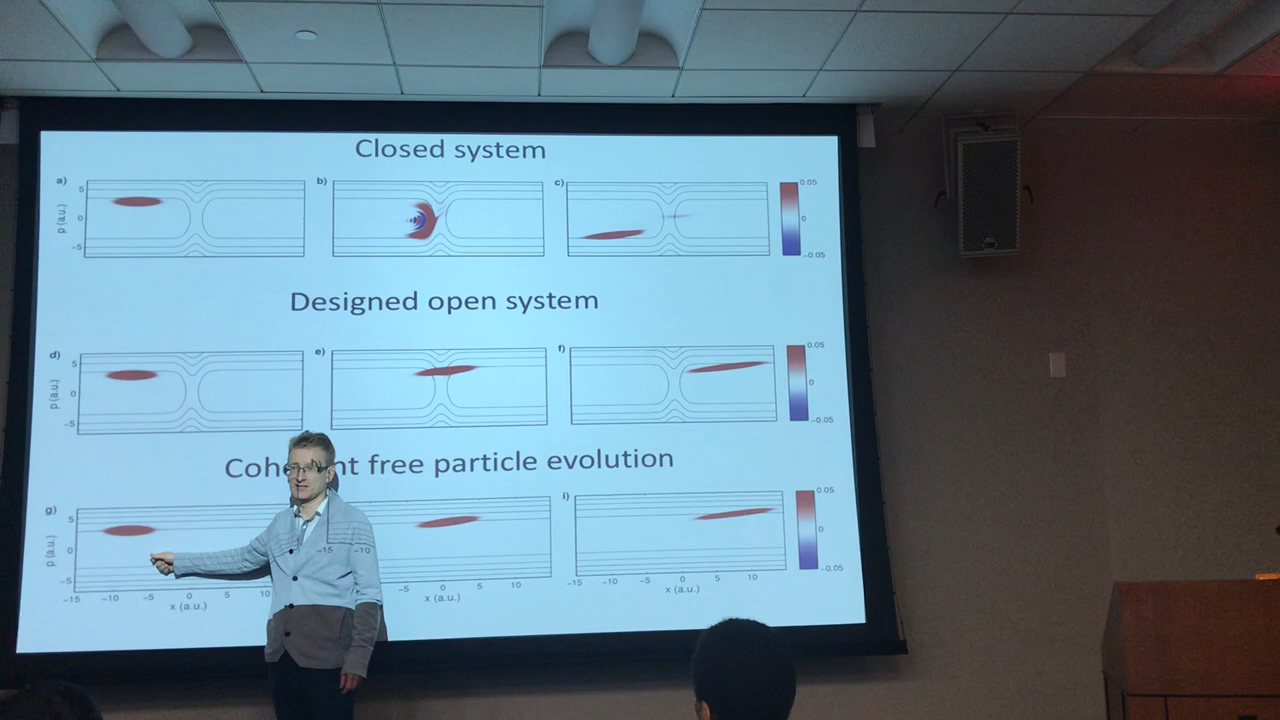 Closed system
a) b) c)
5 0.05
p (a.u.) 0 0
−5 −0.05
Designed open system
d) e) f)
5 0.05
p (a.u.) 0 0
−5 −0.05
nt free particle evolution
g) i)
5 0.05
p (a.u.) 0 0
−5 −0.05
−15 −10
−15 −10 −5 0 5 10 −5 0 5 10 −15 −10 −5 0 5 10
x (a.u.) x (a.u.) x (a.u.)